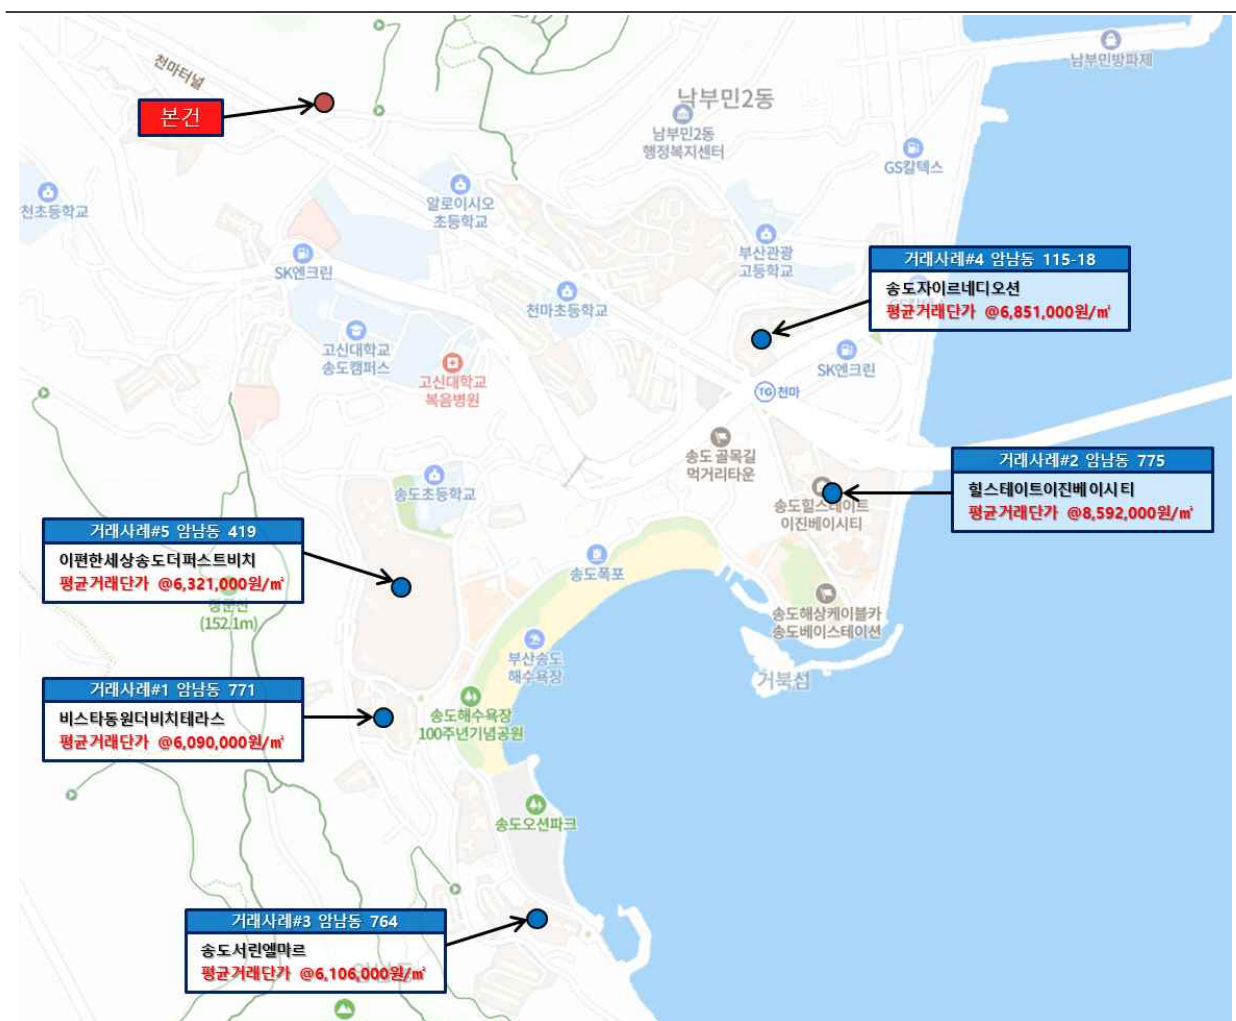 천마터널
본건
남부민2동
남부민2동
행정복지센터
남부민방파제
GS칼텍스
천초등학교
알로이시오
초등학교
SK엔크린
부산관광
고등학교
거래사례#4 암남동 115-18
송도자이르네디오션
평균거래단가 @6,851,000원/㎡
천마초등학교
고신대학교
송도캠퍼스
고신대학교
복음병원
SK엔크린
TG 천마
송도 골목길
먹거리타운
거래사례#2 암남동 775
힐스테이트이진베이시티
평균거래단가 @8,592,000원/㎡
송도힐스테이트
이진베이시티
송도초등학교
거래사례#5 암남동 419
이편한세상송도더퍼스트비치
평균거래단가 @6,321,000원/㎡
(152.1m)
송도폭포
송도해상케이블카
송도베이스테이션
부산송도
해수욕장
거북섬
거래사례#1 암남동 771
비스타동원더비치테라스
평균거래단가 @6,090,000원/㎡
송도해수욕장
100주년기념공원
송도오션파크
거래사례#3 암남동 764
송도서린엘마르
평균거래단가 @6,106,000원/㎡